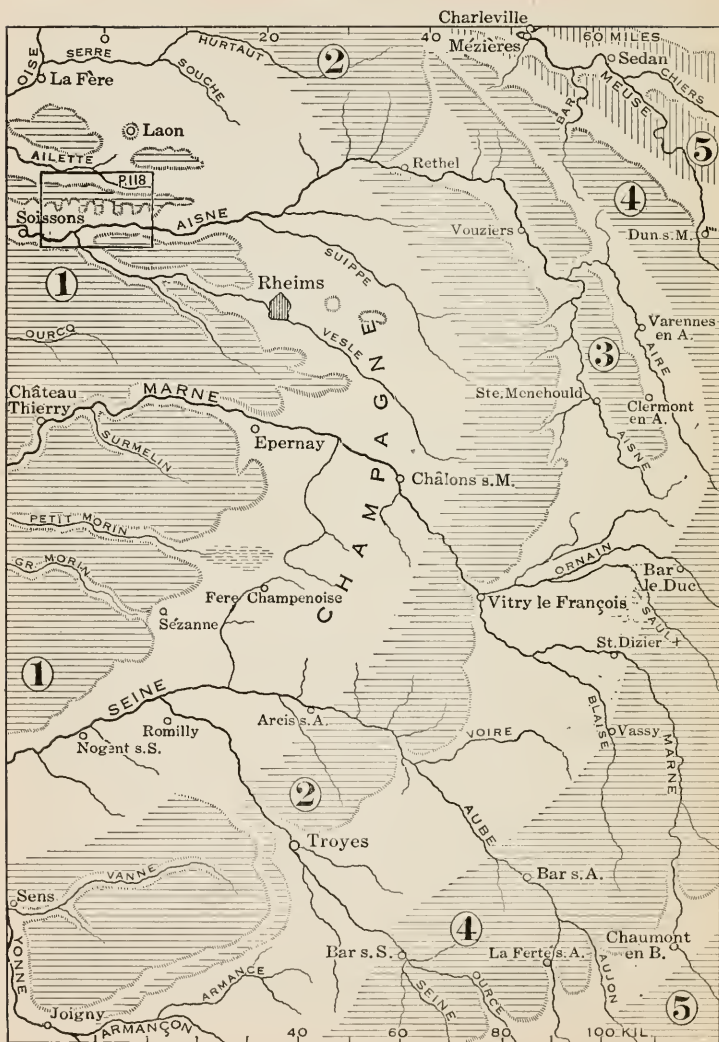 Charleville
0 20 40 60 MILES
OISE
SERRE
HURTAUT
2
Mézières
Sedan
La Fère
SOUCHE
BAR
MEUSE
CHIERS
Laon
5
AILETTE
P.118
Rethel
4
Soissons
AISNE
Vouziers
Dun s.M.
1
SUIPPE
Rheims
OURCQ
VESLE
3
Varennes
en A.
AIRE
Château
Thierry
MARNE
Ste. Menehould
Clermont
en A.
SURMELIN
Epernay
AISNE
Châlons s.M.
CHAMPAGNE
PETIT MORIN
GR. MORIN
ORNAIN
Bar
le Duc
Fere Champenoise
Vitry le François
Sézanne
SAULX
St. Dizier
1
SEINE
Arcis s.A.
BLAISE
MARNE
Romilly
Nogent s.S.
VOIRE
Vassy
2
AUBE
Troyes
VANNE
Bar s.A.
Sens
4
Chaumont
en B.
Bar s.S.
La Ferté s.A.
YONNE
ARMANCE
OURCE
AUJON
SEINE
5
Joigny
ARMANÇON
40 60 80 100 KIL.